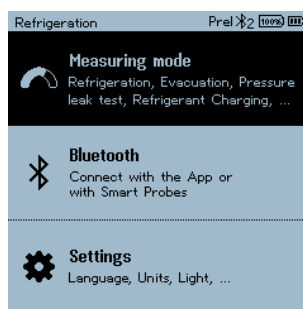 Refrigeration Prel 2 100%
Measuring mode
Refrigeration, Evacuation, Pressure
leak test, Refrigerant Charging, ...
Bluetooth
Connect with the App or
with Smart Probes
Settings
Language, Units, Light, ...